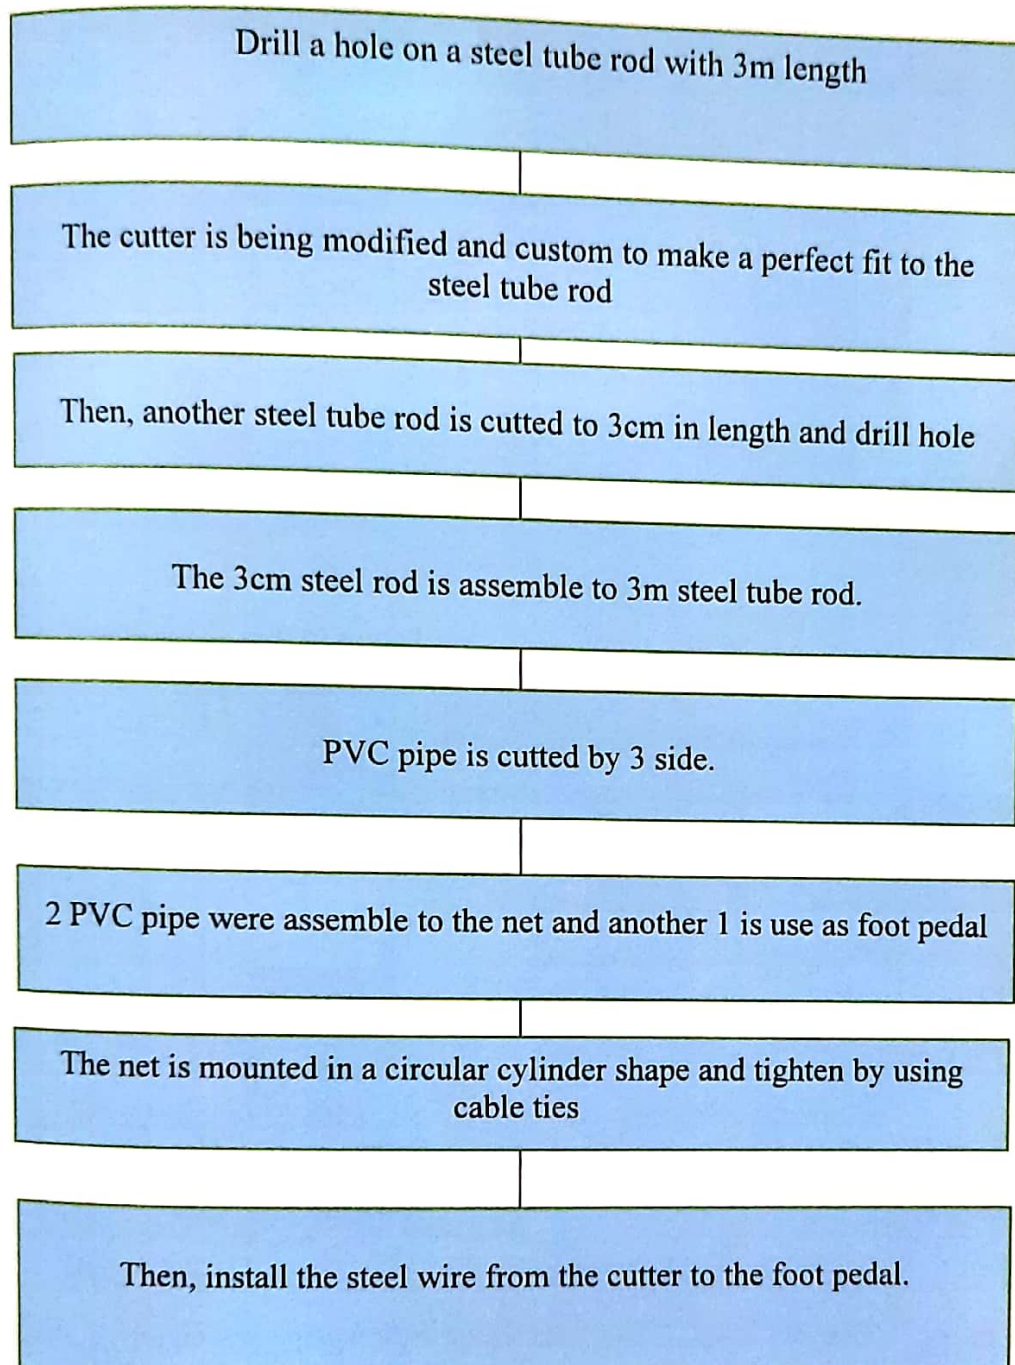 Drill a hole on a steel tube rod with 3m length
The cutter is being modified and custom to make a perfect fit to the
steel tube rod
Then, another steel tube rod is cutted to 3cm in length and drill hole
The 3cm steel rod is assemble to 3m steel tube rod.
PVC pipe is cutted by 3 side.
2 PVC pipe were assemble to the net and another 1 is use as foot pedal
The net is mounted in a circular cylinder shape and tighten by using
cable ties
Then, install the steel wire from the cutter to the foot pedal.